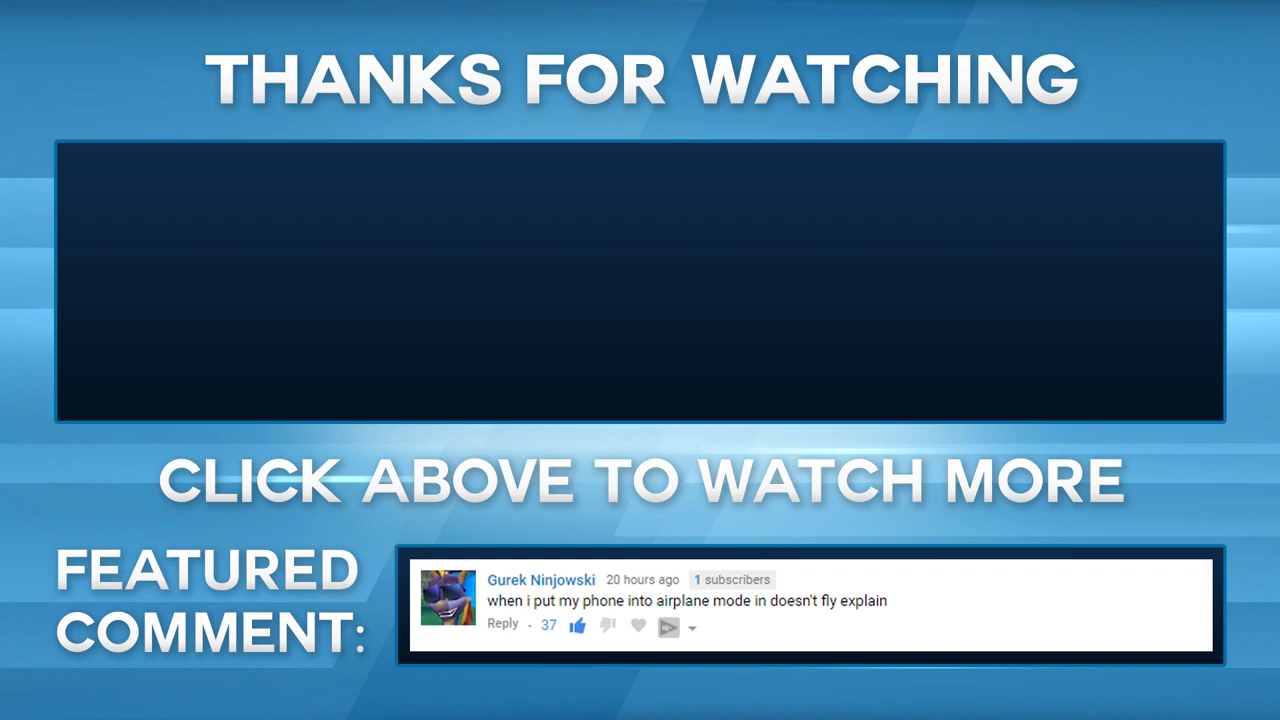 THANKS FOR WATCHING
CLICK ABOVE TO WATCH MORE
FEATURED
COMMENT:
Gurek Ninjowski 20 hours ago 1 subscribers
when i put my phone into airplane mode in doesn't fly explain
Reply · 37